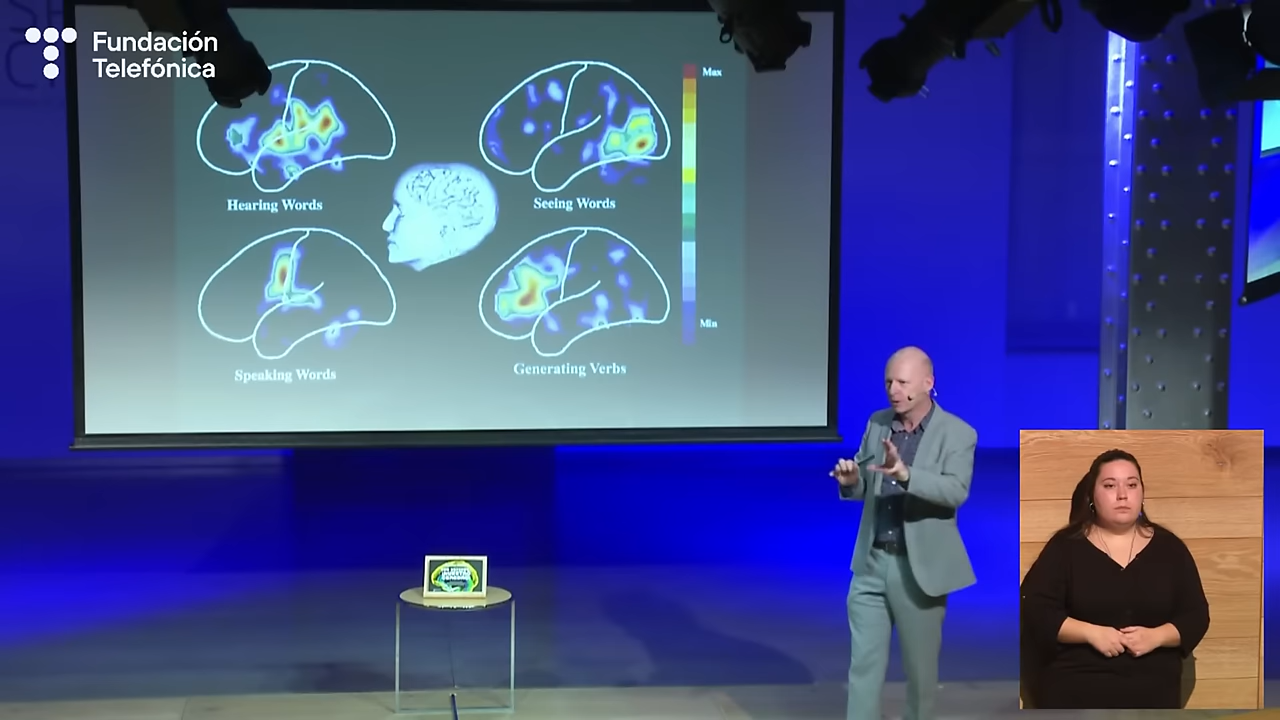 Fundación
Telefónica
Max
Hearing Words
Seeing Words
Min
Speaking Words
Generating Verbs